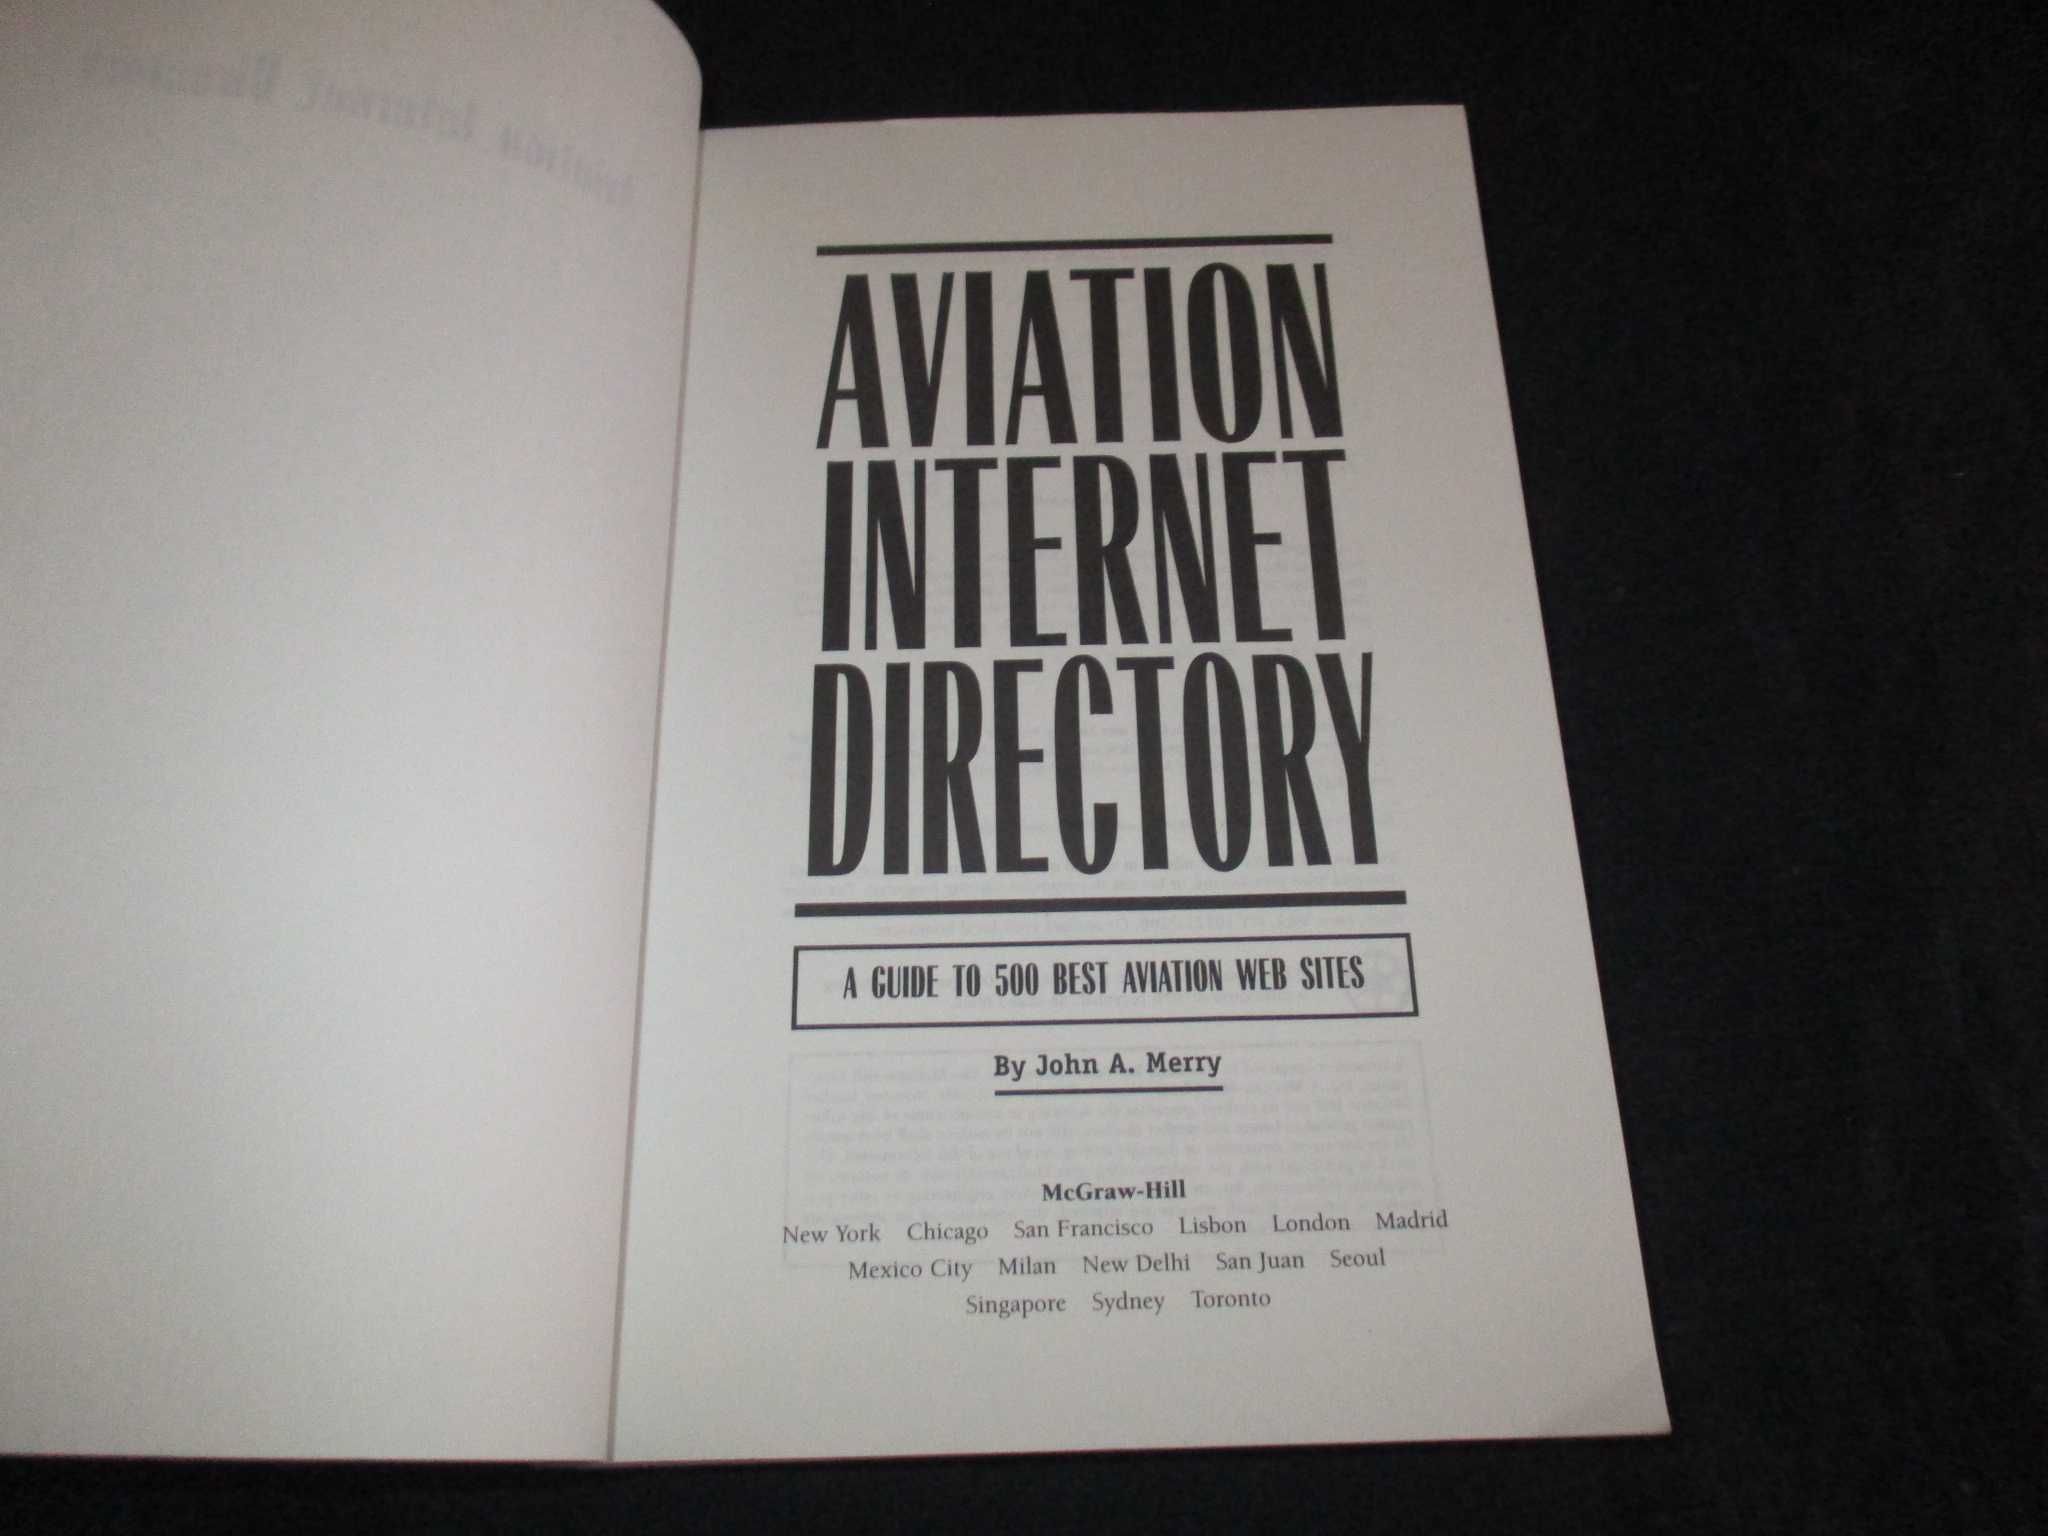 AVIATION
INTERNET
DIRECTORY
A GUIDE TO 500 BEST AVIATION WEB SITES
By John A. Merry
McGraw-Hill
New York Chicago San Francisco Lisbon London Madrid
Mexico City Milan New Delhi San Juan Seoul
Singapore Sydney Toronto